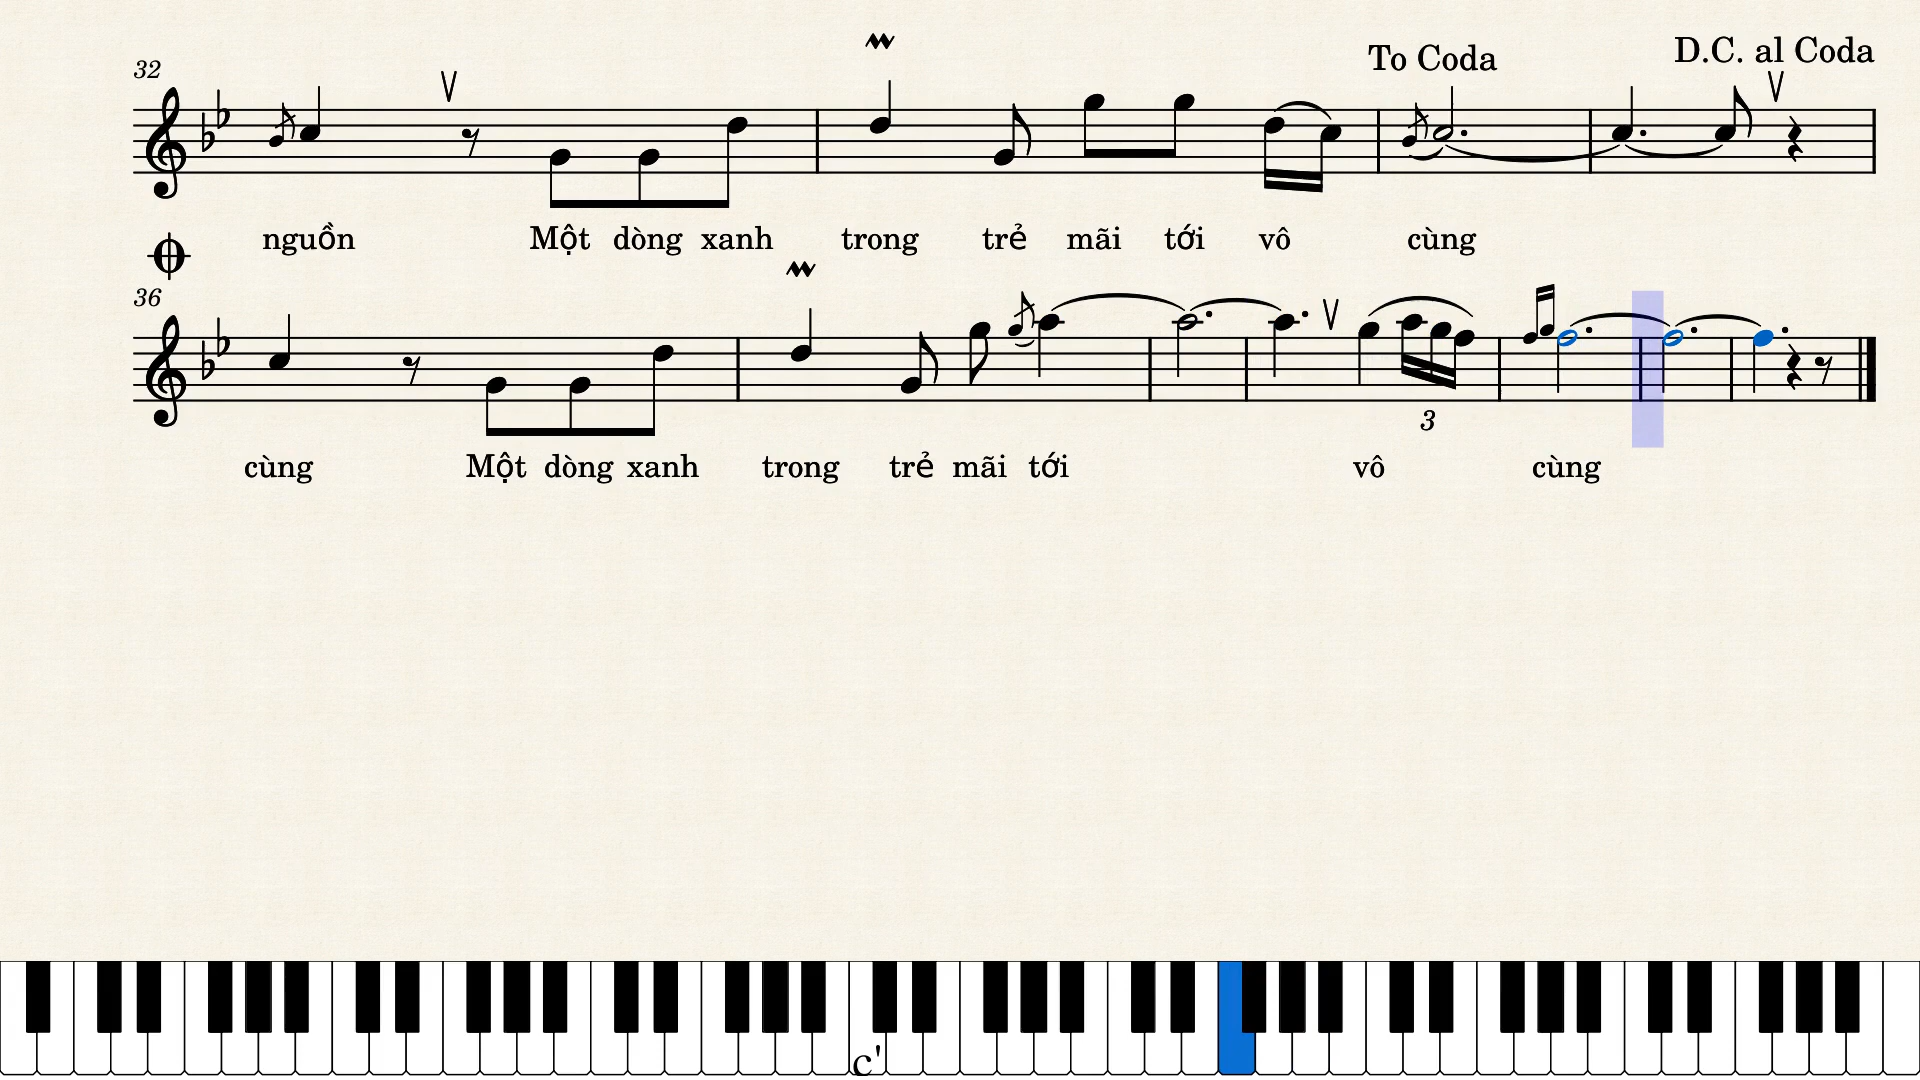 To Coda D.C. al Coda
32
nguồn Một dòng xanh trong trẻ mãi tới vô cùng
36
3
cùng Một dòng xanh trong trẻ mãi tới vô cùng
c'